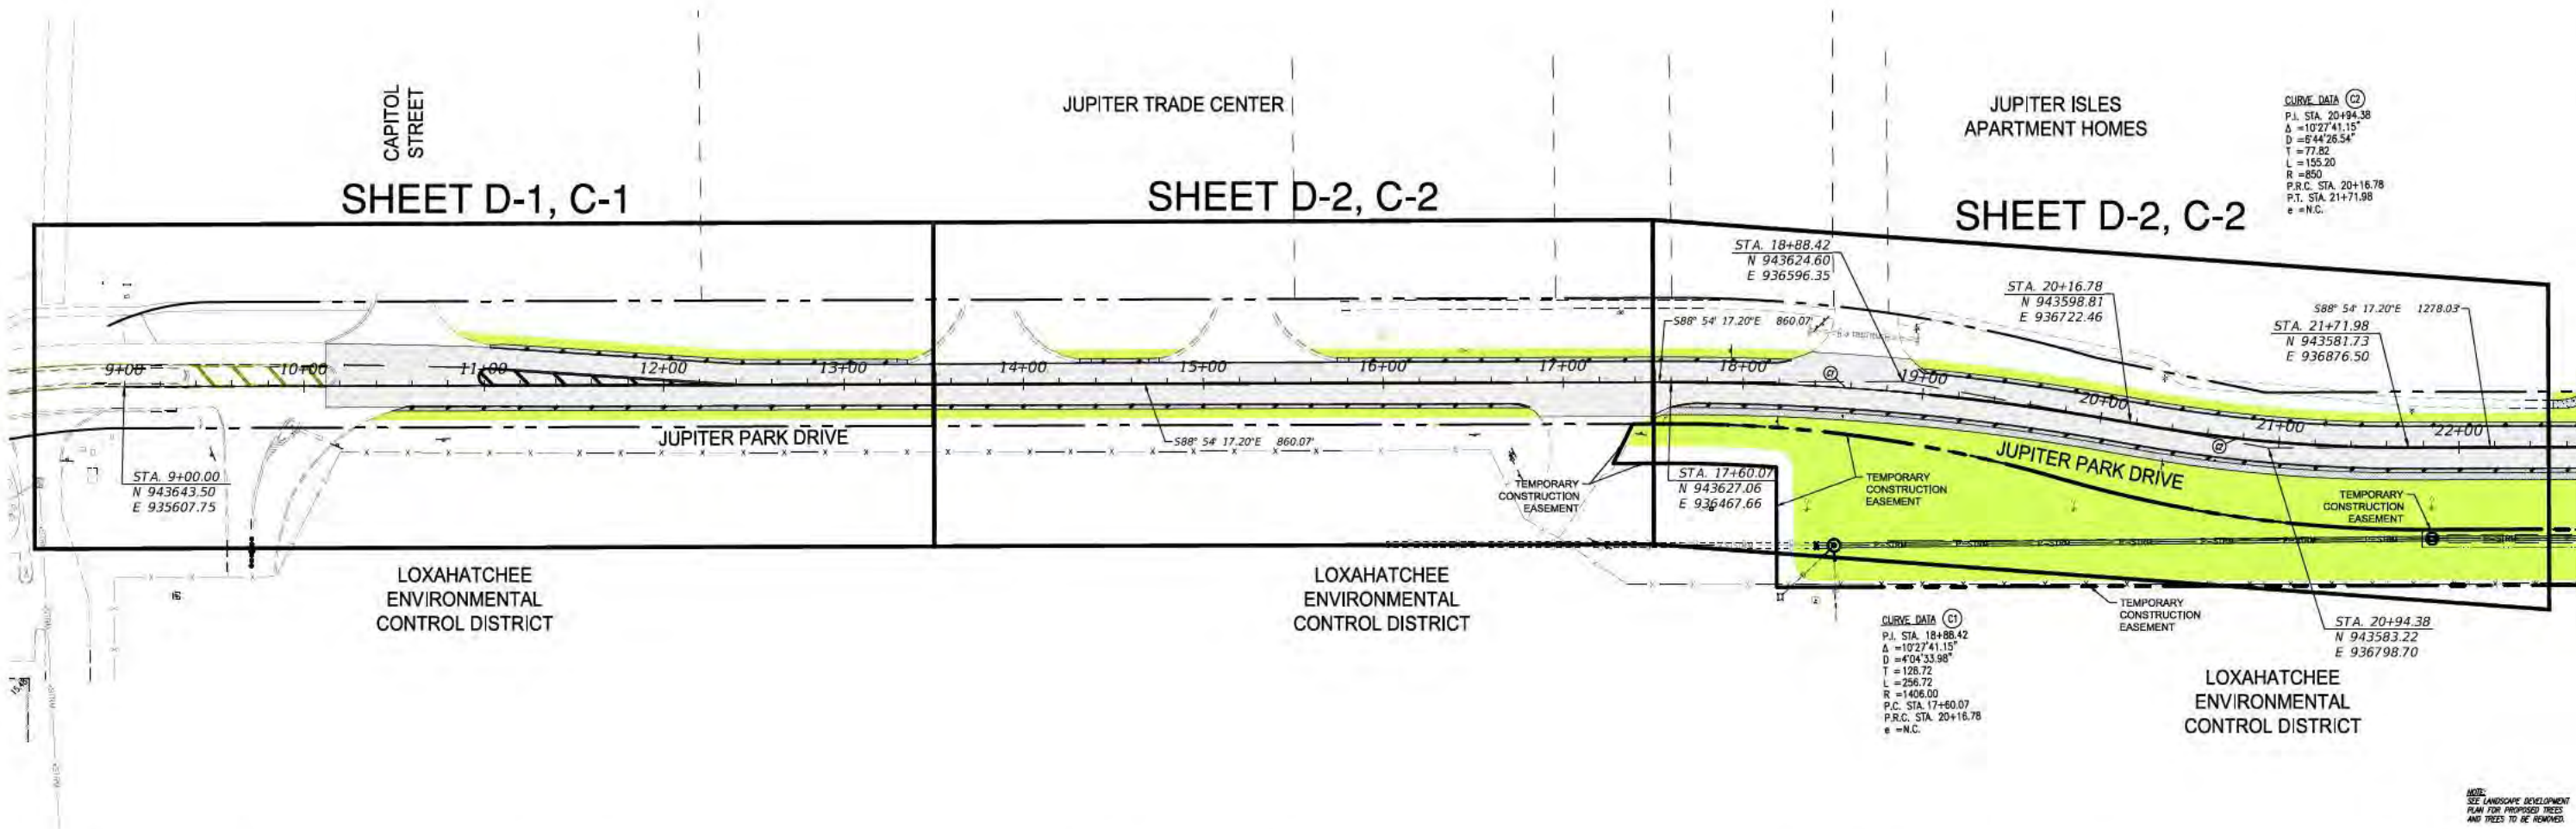 CAPITOL
STREET
JUPITER TRADE CENTER
JUPITER ISLES
APARTMENT HOMES
CURVE DATA C2
P.I. STA. 20+94.38
Δ =10°27'41.15"
D =6°44'26.54"
T =77.82
L =155.20
R =850
P.R.C. STA. 20+16.78
P.T. STA. 21+71.98
e =N.C.
SHEET D-1, C-1
SHEET D-2, C-2
SHEET D-2, C-2
STA. 18+88.42
N 943624.60
E 936596.35
STA. 20+16.78
N 943598.81
E 936722.46
S88° 54' 17.20"E 1278.03'
STA. 21+71.98
N 943581.73
E 936876.50
S88° 54' 17.20"E 860.07'
9+00
10+00
11+00
12+00
13+00
14+00
15+00
16+00
17+00
18+00
19+00
20+00
21+00
22+00
C1
C2
JUPITER PARK DRIVE
S88° 54' 17.20"E 860.07'
JUPITER PARK DRIVE
STA. 9+00.00
N 943643.50
E 935607.75
TEMPORARY
CONSTRUCTION
EASEMENT
STA. 17+60.07
N 943627.06
E 936467.66
TEMPORARY
CONSTRUCTION
EASEMENT
TEMPORARY
CONSTRUCTION
EASEMENT
P-STRM P-STRM P-STRM P-STRM P-STRM P-STRM P-STRM P-STRM
LOXAHATCHEE
ENVIRONMENTAL
CONTROL DISTRICT
LOXAHATCHEE
ENVIRONMENTAL
CONTROL DISTRICT
TEMPORARY
CONSTRUCTION
EASEMENT
STA. 20+94.38
N 943583.22
E 936798.70
CURVE DATA C1
P.I. STA. 18+88.42
Δ =10°27'41.15"
D =4°04'33.98"
T =128.72
L =256.72
R =1406.00
P.C. STA. 17+60.07
P.R.C. STA. 20+16.78
e =N.C.
LOXAHATCHEE
ENVIRONMENTAL
CONTROL DISTRICT
NOTE:
SEE LANDSCAPE DEVELOPMENT
PLAN FOR PROPOSED TREES
AND TREES TO BE REMOVED.